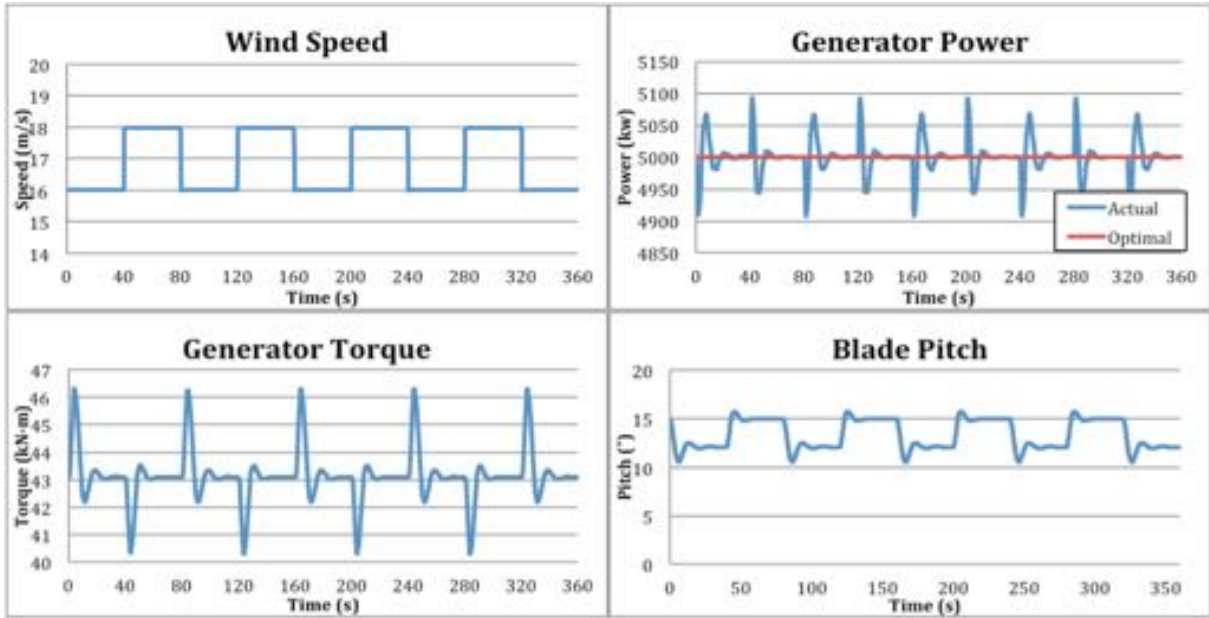 Wind Speed
Speed (m/s)
20
19
18
17
16
15
14
0 40 80 120 160 200 240 280 320 360
Time (s)
Generator Power
Power (kw)
5150
5100
5050
5000
4950
4900
4850
Actual
Optimal
0 40 80 120 160 200 240 280 320 360
Time (s)
Generator Torque
Torque (kN-m)
47
46
45
44
43
42
41
40
0 40 80 120 160 200 240 280 320 360
Time (s)
Blade Pitch
Pitch (°)
20
15
10
5
0
0 50 100 150 200 250 300 350
Time (s)